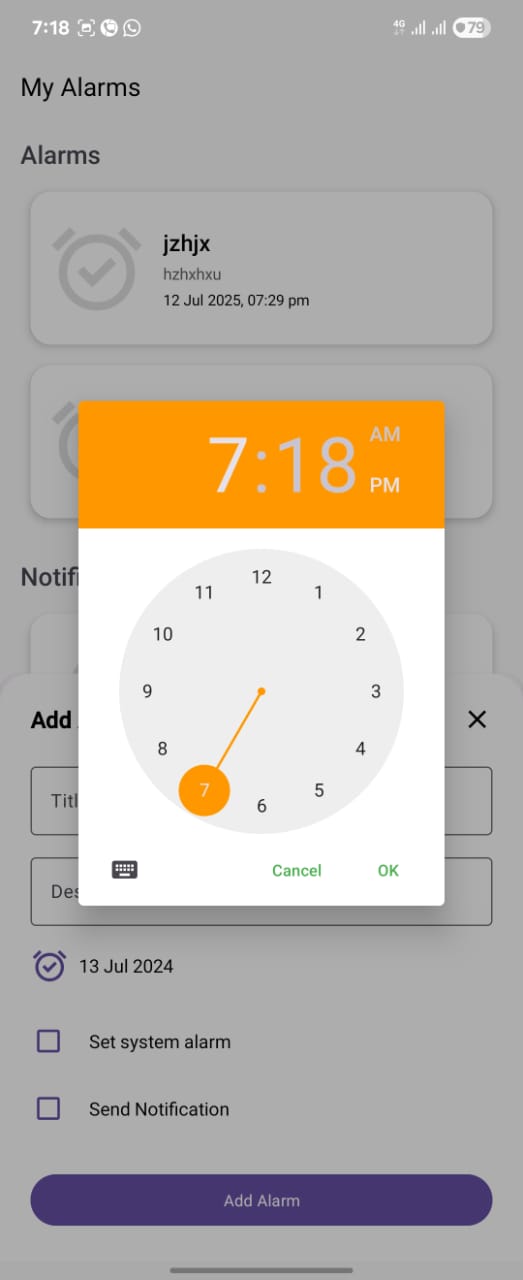 7:18
4G
79
My Alarms
Alarms
jzhjx
hzhxhxu
12 Jul 2025, 07:29 pm
7:18
AM
PM
Notifi
12
11
1
10
2
9
3
8
4
7
5
6
Add
Titl
Cancel
OK
Des
13 Jul 2024
Set system alarm
Send Notification
Add Alarm